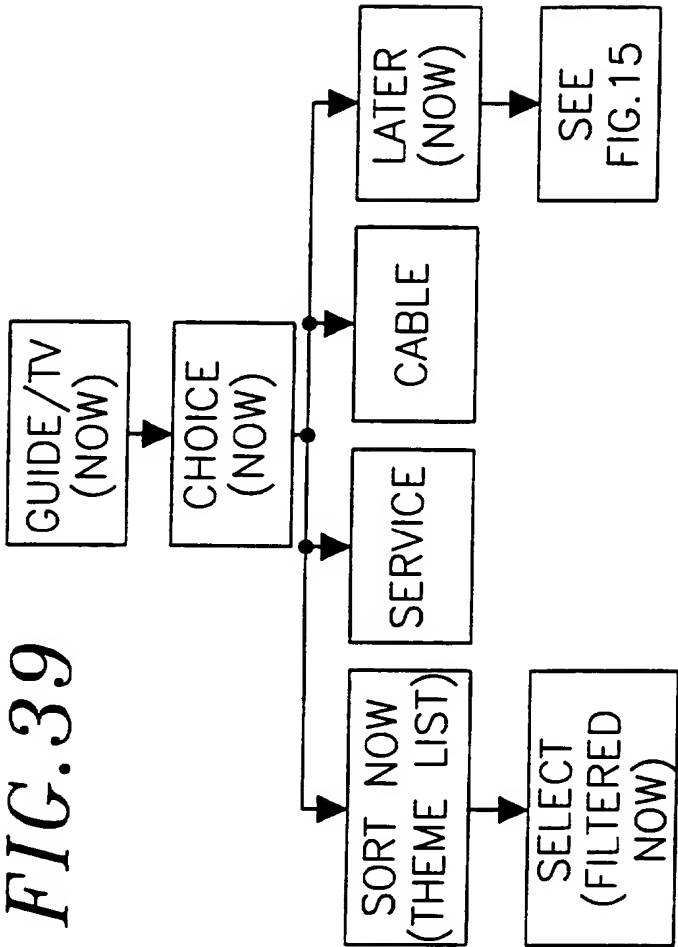 FIG.39
GUIDE/TV
(NOW)
CHOICE
(NOW)
SORT NOW
(THEME LIST)
SERVICE
CABLE
LATER
(NOW)
SELECT
(FILTERED
NOW)
SEE
FIG.15